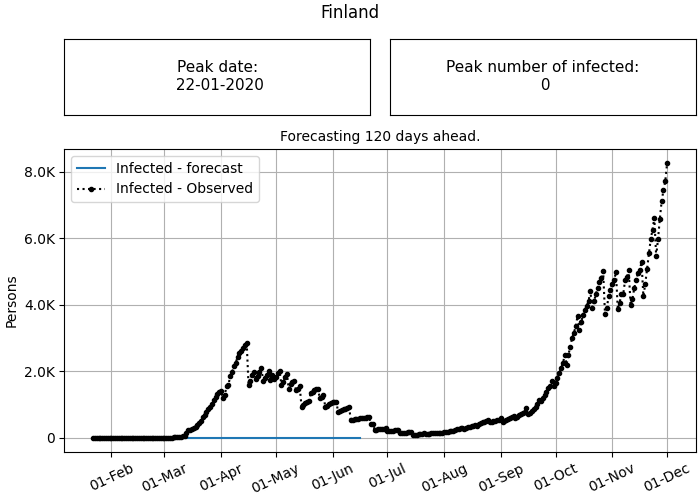 Finland
Peak date:
22-01-2020
Peak number of infected:
0
Forecasting 120 days ahead.
Infected - forecast
Infected - Observed
8.0K
6.0K
4.0K
2.0K
0
Persons
01-Feb
01-Mar
01-Apr
01-May
01-Jun
01-Jul
01-Aug
01-Sep
01-Oct
01-Nov
01-Dec